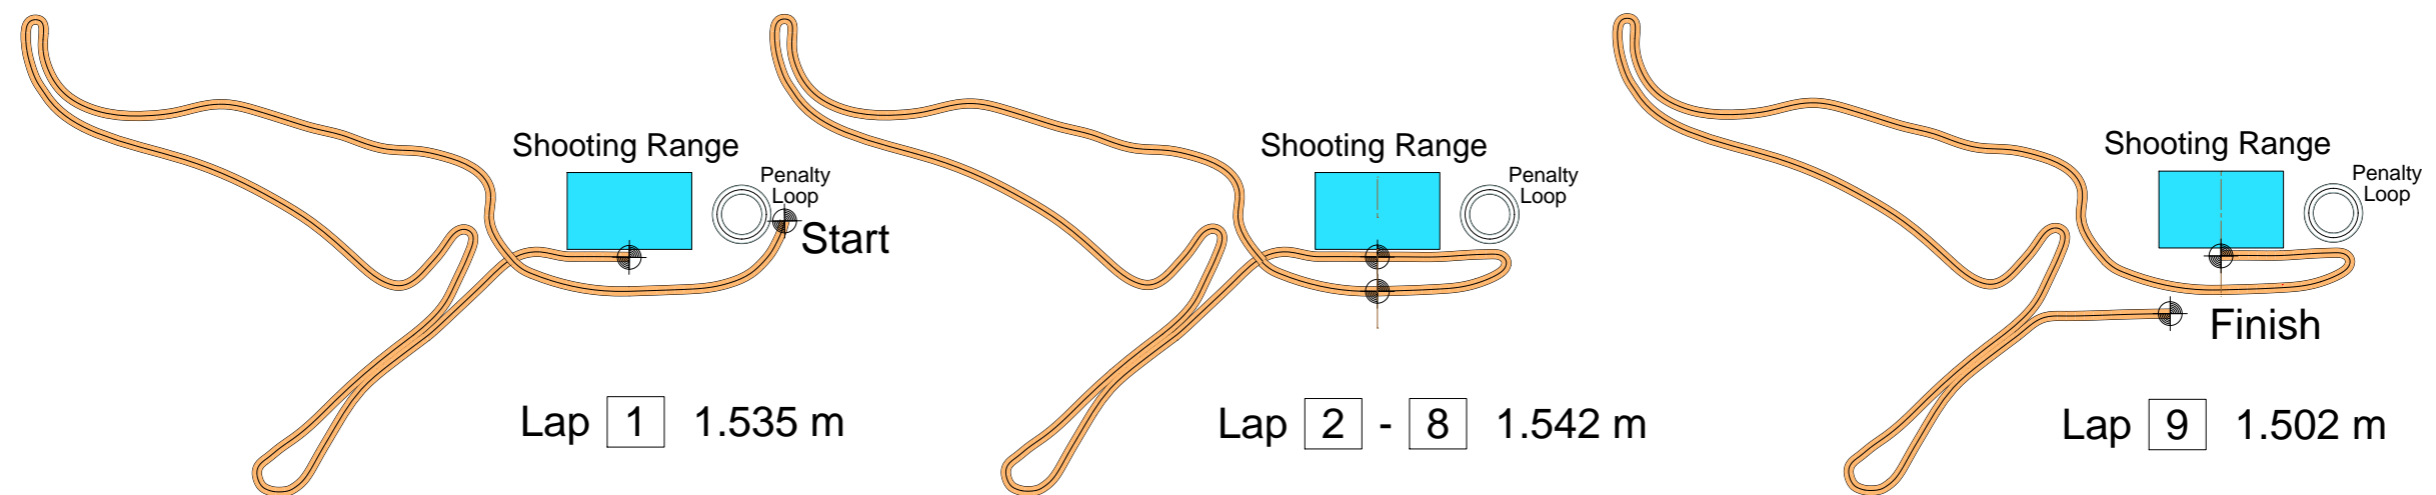 Shooting Range
Penalty
Loop
Start
Lap 1 1.535 m
Shooting Range
Penalty
Loop
Lap 2 - 8 1.542 m
Shooting Range
Penalty
Loop
Finish
Lap 9 1.502 m